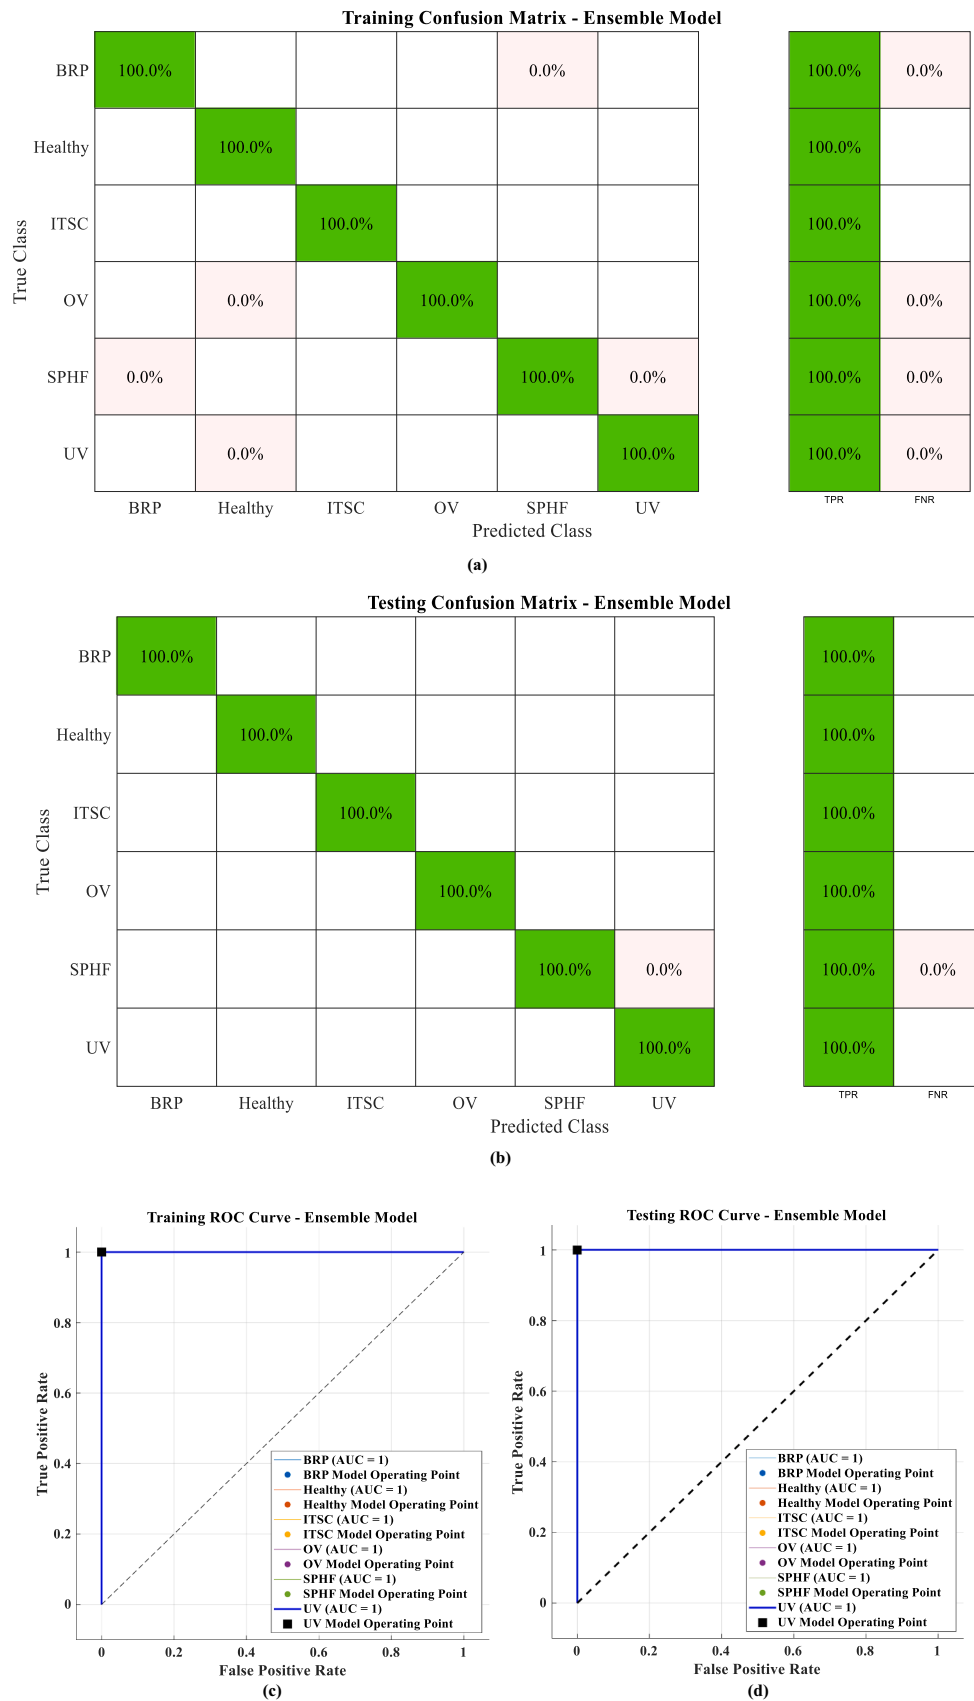 Training Confusion Matrix - Ensemble Model
BRP 100.0% 0.0% 100.0% 0.0%
Healthy 100.0% 100.0%
ITSC 100.0% 100.0%
OV 0.0% 100.0% 100.0% 0.0%
SPHF 0.0% 100.0% 0.0% 100.0% 0.0%
UV 0.0% 100.0% 100.0% 0.0%
True Class
BRP Healthy ITSC OV SPHF UV TPR FNR
Predicted Class
(a)
Testing Confusion Matrix - Ensemble Model
BRP 100.0% 100.0%
Healthy 100.0% 100.0%
ITSC 100.0% 100.0%
OV 100.0% 100.0%
SPHF 100.0% 0.0% 100.0% 0.0%
UV 100.0% 100.0%
True Class
BRP Healthy ITSC OV SPHF UV TPR FNR
Predicted Class
(b)
Training ROC Curve - Ensemble Model
1
0.8
0.6
0.4
0.2
0
True Positive Rate
BRP (AUC = 1)
BRP Model Operating Point
Healthy (AUC = 1)
Healthy Model Operating Point
ITSC (AUC = 1)
ITSC Model Operating Point
OV (AUC = 1)
OV Model Operating Point
SPHF (AUC = 1)
SPHF Model Operating Point
UV (AUC = 1)
UV Model Operating Point
0 0.2 0.4 0.6 0.8 1
False Positive Rate
(c)
Testing ROC Curve - Ensemble Model
1
0.8
0.6
0.4
0.2
0
True Positive Rate
BRP (AUC = 1)
BRP Model Operating Point
Healthy (AUC = 1)
Healthy Model Operating Point
ITSC (AUC = 1)
ITSC Model Operating Point
OV (AUC = 1)
OV Model Operating Point
SPHF (AUC = 1)
SPHF Model Operating Point
UV (AUC = 1)
UV Model Operating Point
0 0.2 0.4 0.6 0.8 1
False Positive Rate
(d)